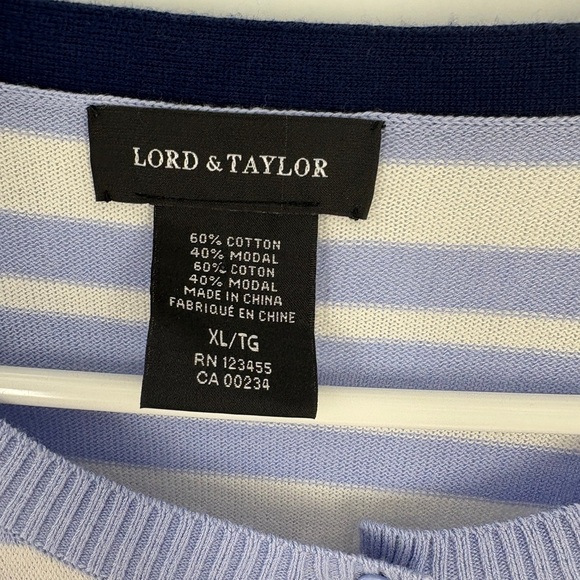 LORD & TAYLOR
60% COTTON
40% MODAL
60% COTON
40% MODAL
MADE IN CHINA
FABRIQUÉ EN CHINE
XL/TG
RN 123455
CA 00234